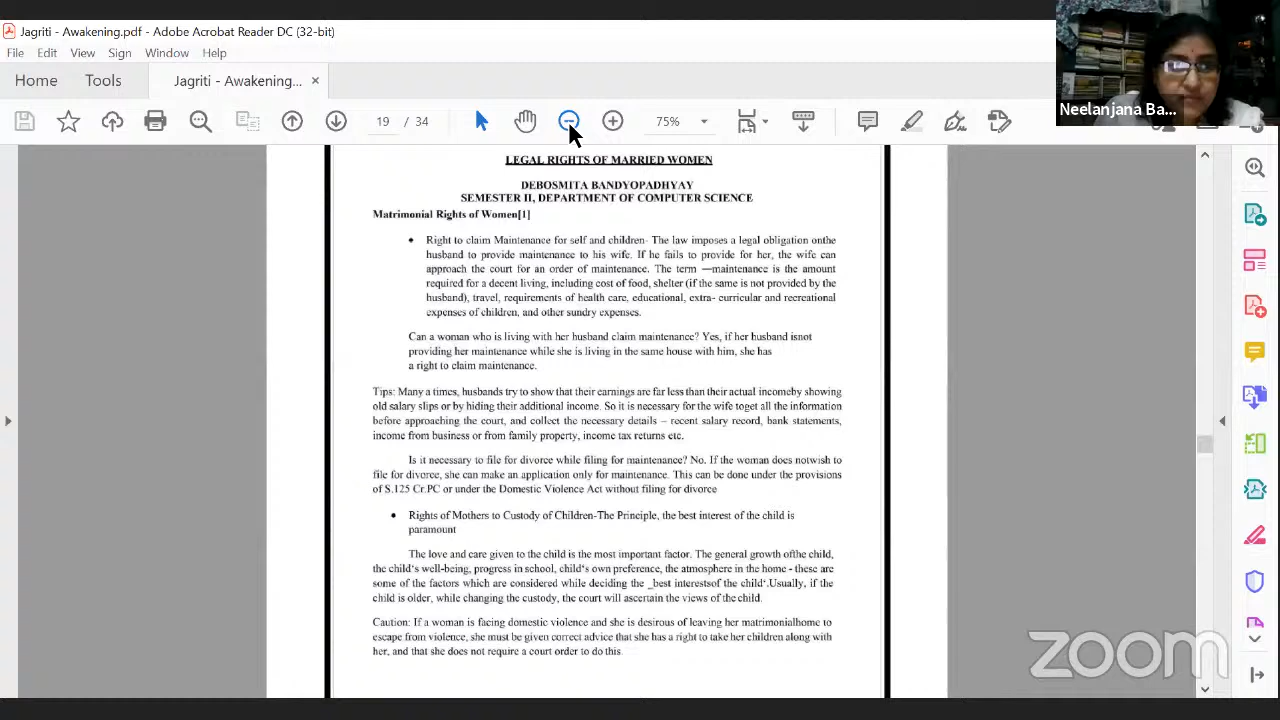 Jagriti - Awakening.pdf - Adobe Acrobat Reader DC (32-bit)
File Edit View Sign Window Help
Home Tools Jagriti - Awakening... ×
19 / 34 75%
Neelanjana Ba...
LEGAL RIGHTS OF MARRIED WOMEN
DEBOSMITA BANDYOPADHYAY
SEMESTER II, DEPARTMENT OF COMPUTER SCIENCE
Matrimonial Rights of Women[1]
• Right to claim Maintenance for self and children- The law imposes a legal obligation onthe
husband to provide maintenance to his wife. If he fails to provide for her, the wife can
approach the court for an order of maintenance. The term ―maintenance is the amount
required for a decent living, including cost of food, shelter (if the same is not provided by the
husband), travel, requirements of health care, educational, extra- curricular and recreational
expenses of children, and other sundry expenses.
Can a woman who is living with her husband claim maintenance? Yes, if her husband isnot
providing her maintenance while she is living in the same house with him, she has
a right to claim maintenance.
Tips: Many a times, husbands try to show that their earnings are far less than their actual incomeby showing
old salary slips or by hiding their additional income. So it is necessary for the wife toget all the information
before approaching the court, and collect the necessary details – recent salary record, bank statements,
income from business or from family property, income tax returns etc.
Is it necessary to file for divorce while filing for maintenance? No. If the woman does notwish to
file for divorce, she can make an application only for maintenance. This can be done under the provisions
of S.125 Cr.PC or under the Domestic Violence Act without filing for divorce
• Rights of Mothers to Custody of Children-The Principle, the best interest of the child is
paramount
The love and care given to the child is the most important factor. The general growth ofthe child,
the child‘s well-being, progress in school, child‘s own preference, the atmosphere in the home - these are
some of the factors which are considered while deciding the _best interestsof the child‘.Usually, if the
child is older, while changing the custody, the court will ascertain the views of the child.
Caution: If a woman is facing domestic violence and she is desirous of leaving her matrimonialhome to
escape from violence, she must be given correct advice that she has a right to take her children along with
her, and that she does not require a court order to do this.
zoom